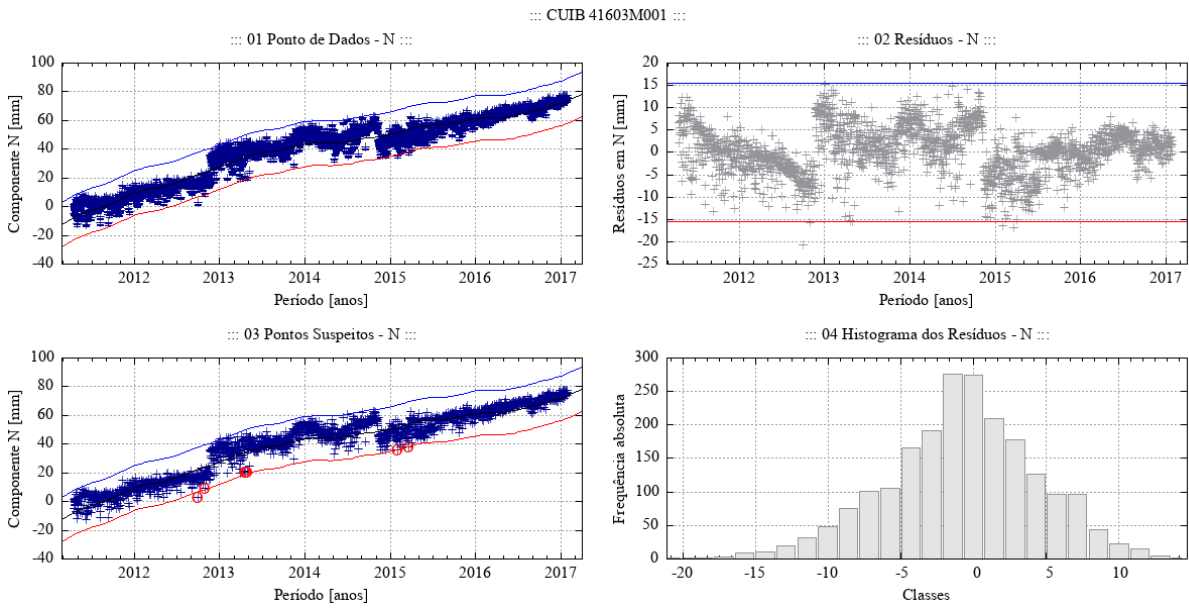 ::: CUIB 41603M001 :::
::: 01 Ponto de Dados - N :::
Componente N [mm]
100
80
60
40
20
0
-20
-40
2012 2013 2014 2015 2016 2017
Período [anos]
::: 02 Resíduos - N :::
Resíduos em N [mm]
20
15
10
5
0
-5
-10
-15
-20
-25
2012 2013 2014 2015 2016 2017
Período [anos]
::: 03 Pontos Suspeitos - N :::
Componente N [mm]
100
80
60
40
20
0
-20
-40
2012 2013 2014 2015 2016 2017
Período [anos]
::: 04 Histograma dos Resíduos - N :::
Frequência absoluta
300
250
200
150
100
50
0
-20 -15 -10 -5 0 5 10
Classes